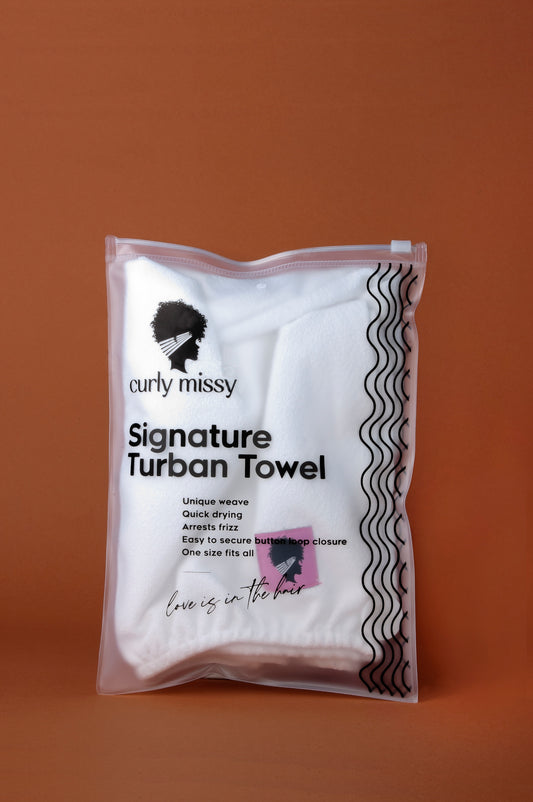 curly missy
Signature
Turban Towel
Unique weave
Quick drying
Arrests frizz
Easy to secure button loop closure
One size fits all
love is in the hair